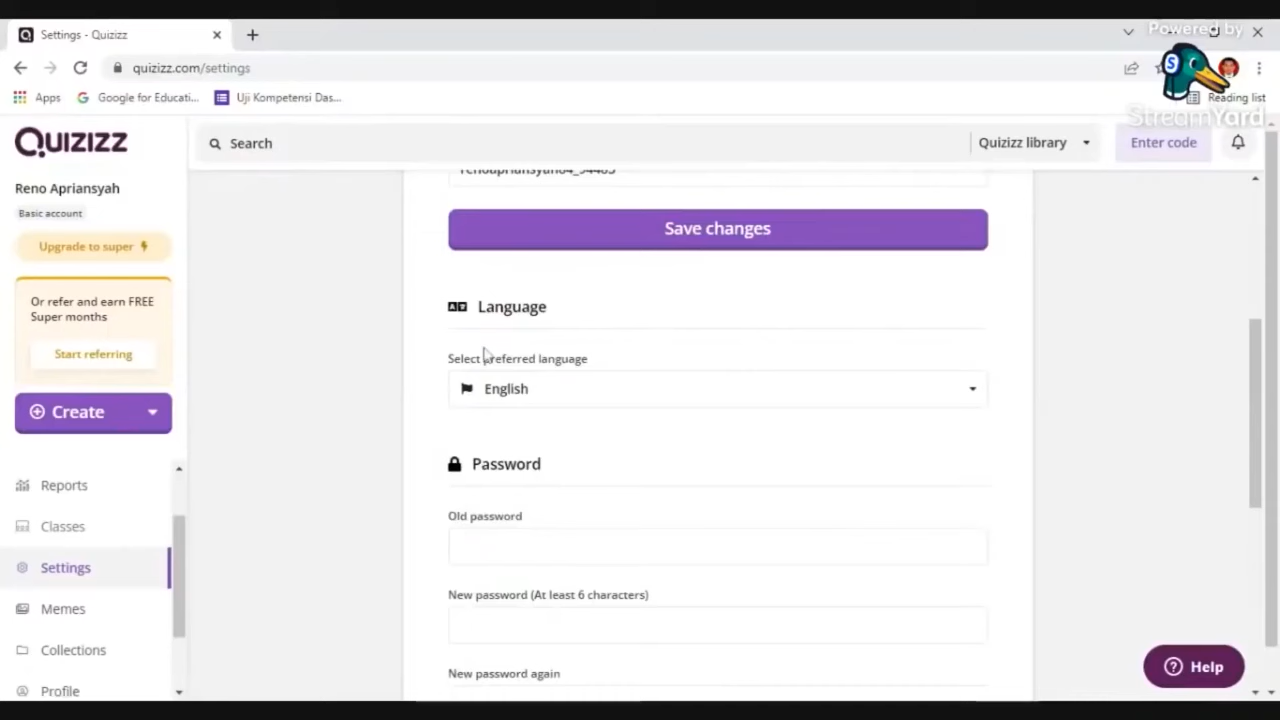 Settings - Quizizz
Powered by
quizizz.com/settings
Apps
Google for Educati...
Uji Kompetensi Das...
Reading list
StreamYard
QUIZIZZ
Search
Quizizz library
Enter code
Reno Apriansyah
Basic account
Upgrade to super
Or refer and earn FREE
Super months
Start referring
Create
Reports
Classes
Settings
Memes
Collections
Profile
Save changes
Language
Select preferred language
English
Password
Old password
New password (At least 6 characters)
New password again
Help